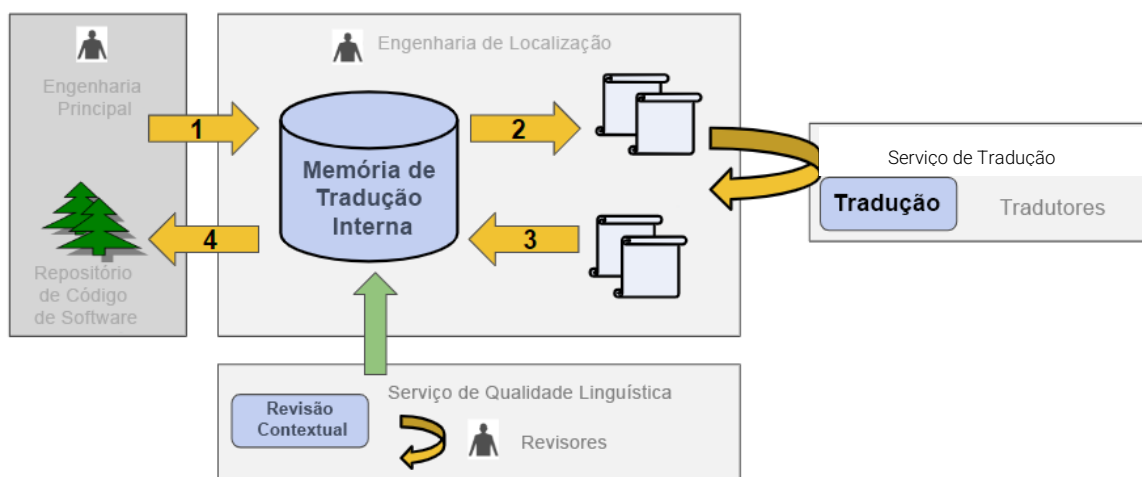 Engenharia
Principal
1
4
Repositório
de Código
de Software
Engenharia de Localização
Memória de
Tradução
Interna
2
3
Serviço de Tradução
Tradução
Tradutores
Serviço de Qualidade Linguística
Revisão
Contextual
Revisores